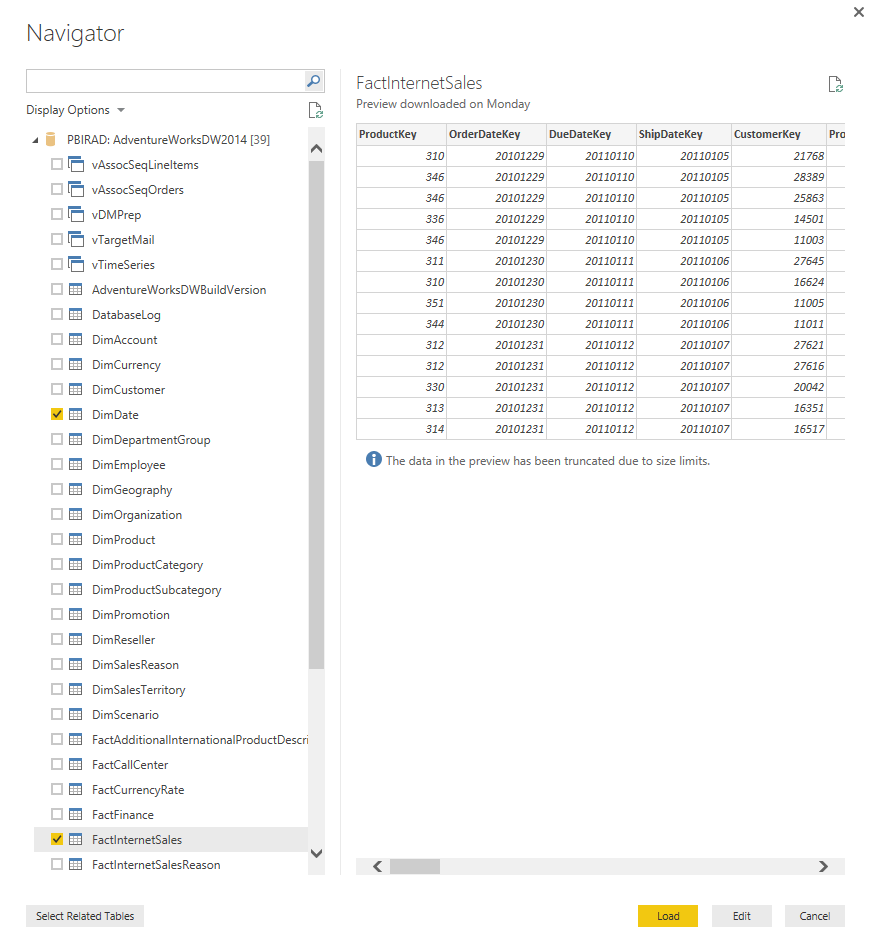 Navigator
Display Options
PBIRAD: AdventureWorksDW2014 [39]
vAssocSeqLineItems
vAssocSeqOrders
vDMPrep
vTargetMail
vTimeSeries
AdventureWorksDWBuildVersion
DatabaseLog
DimAccount
DimCurrency
DimCustomer
DimDate
DimDepartmentGroup
DimEmployee
DimGeography
DimOrganization
DimProduct
DimProductCategory
DimProductSubcategory
DimPromotion
DimReseller
DimSalesReason
DimSalesTerritory
DimScenario
FactAdditionalInternationalProductDescri
FactCallCenter
FactCurrencyRate
FactFinance
FactInternetSales
FactInternetSalesReason
FactInternetSales
Preview downloaded on Monday
ProductKey OrderDateKey DueDateKey ShipDateKey CustomerKey Pro
310 20101229 20110110 20110105 21768
346 20101229 20110110 20110105 28389
346 20101229 20110110 20110105 25863
336 20101229 20110110 20110105 14501
346 20101229 20110110 20110105 11003
311 20101230 20110111 20110106 27645
310 20101230 20110111 20110106 16624
351 20101230 20110111 20110106 11005
344 20101230 20110111 20110106 11011
312 20101231 20110112 20110107 27621
312 20101231 20110112 20110107 27616
330 20101231 20110112 20110107 20042
313 20101231 20110112 20110107 16351
314 20101231 20110112 20110107 16517
The data in the preview has been truncated due to size limits.
Select Related Tables
Load
Edit
Cancel